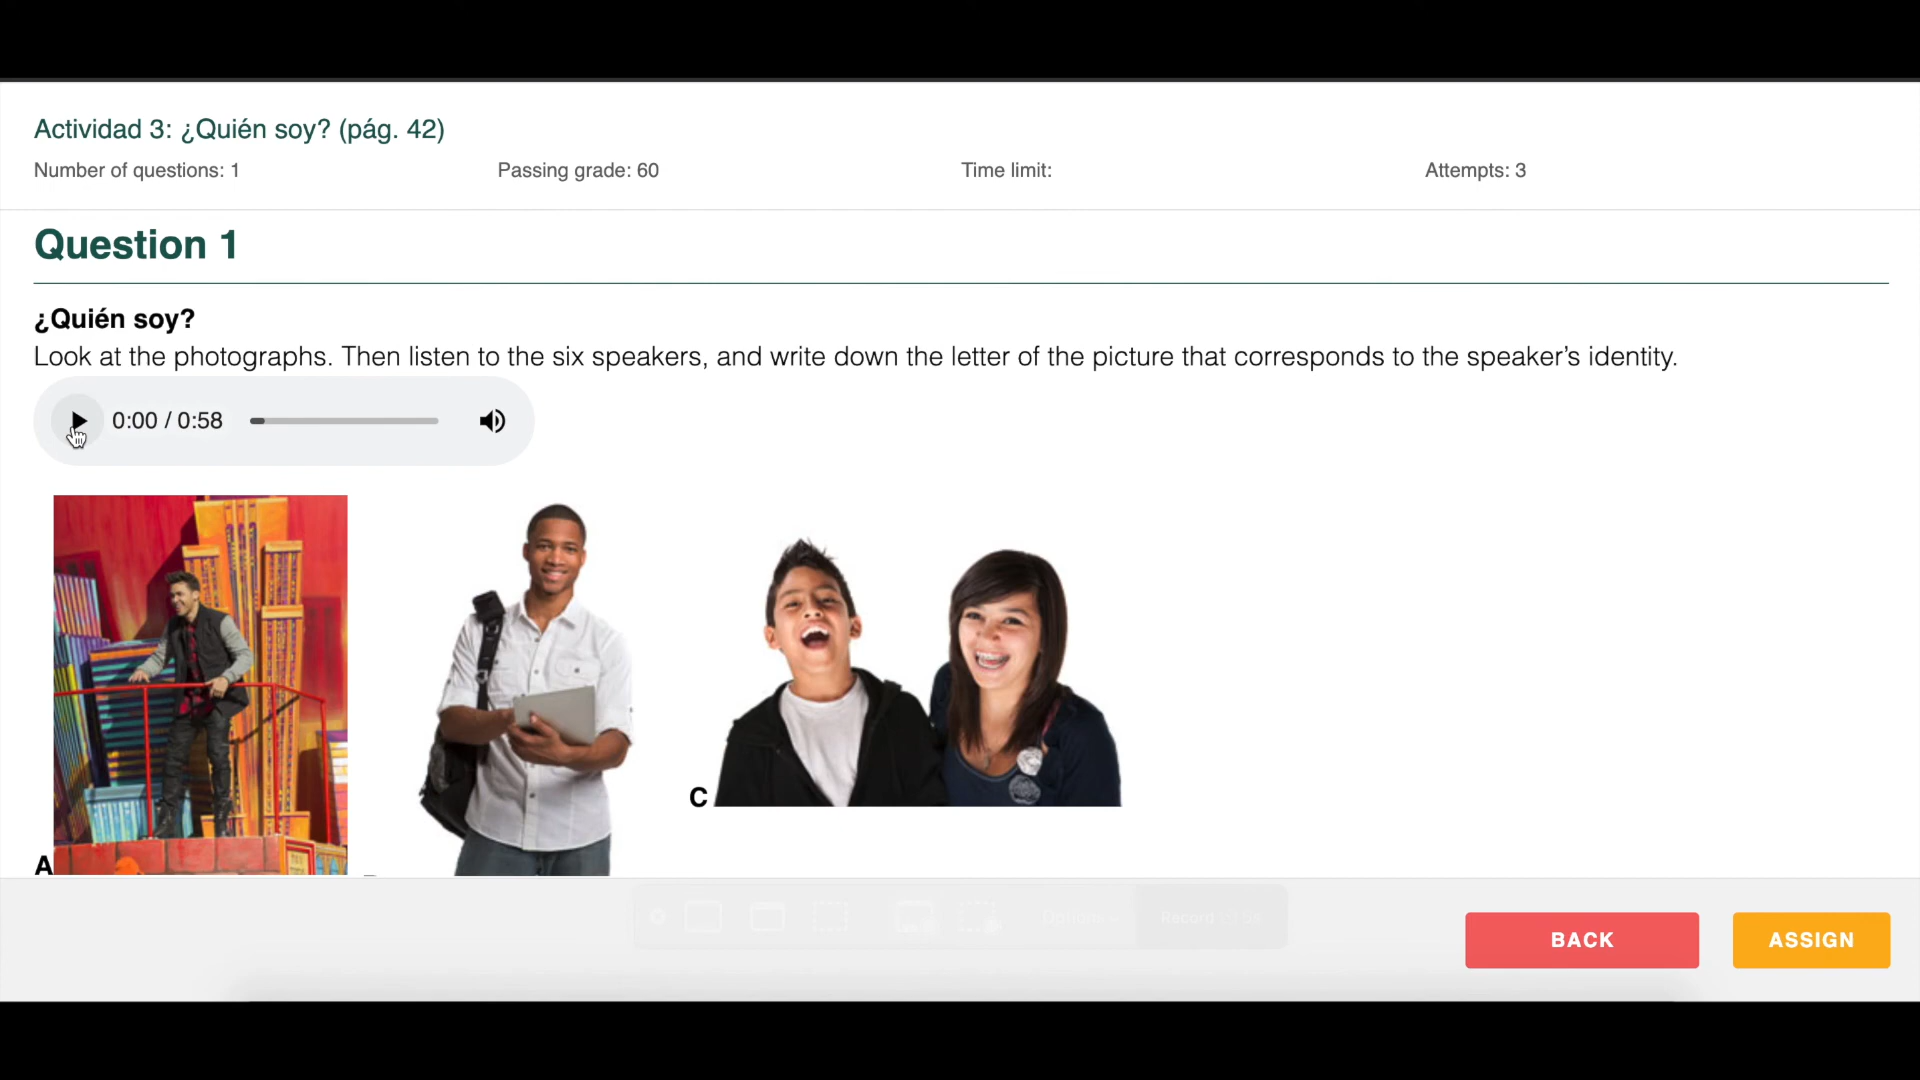 Actividad 3: ¿Quién soy? (pág. 42)
Number of questions: 1
Passing grade: 60
Time limit:
Attempts: 3
Question 1
¿Quién soy?
Look at the photographs. Then listen to the six speakers, and write down the letter of the picture that corresponds to the speaker’s identity.
0:00 / 0:58
C
A
Options
Record
BACK
ASSIGN